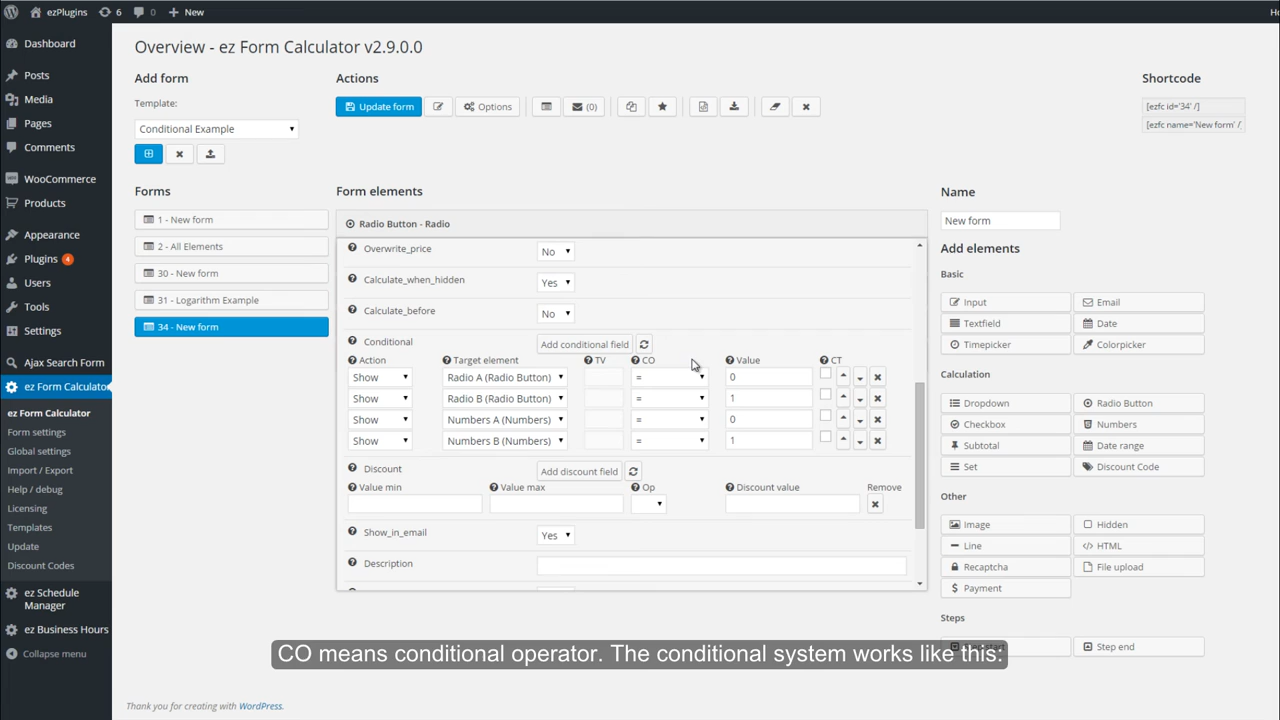 ezPlugins
6
0
New
Dashboard
Posts
Media
Pages
Comments
WooCommerce
Products
Appearance
Plugins 4
Users
Tools
Settings
Ajax Search Form
ez Form Calculator
ez Form Calculator
Form settings
Global settings
Import / Export
Help / debug
Licensing
Templates
Update
Discount Codes
ez Schedule
Manager
ez Business Hours
Collapse menu
Overview - ez Form Calculator v2.9.0.0
Add form
Template:
Conditional Example
Forms
1 - New form
2 - All Elements
30 - New form
31 - Logarithm Example
34 - New form
Actions
Update form
Options
(0)
Shortcode
[ezfc id='34' /]
[ezfc name='New form' /]
Form elements
Radio Button - Radio
Overwrite_price No
Calculate_when_hidden Yes
Calculate_before No
Conditional Add conditional field
Action Target element TV CO Value CT
Show Radio A (Radio Button) = 0
Show Radio B (Radio Button) = 1
Show Numbers A (Numbers) = 0
Show Numbers B (Numbers) = 1
Discount Add discount field
Value min Value max Op Discount value Remove
Show_in_email Yes
Description
Name
New form
Add elements
Basic
Input Email
Textfield Date
Timepicker Colorpicker
Calculation
Dropdown Radio Button
Checkbox Numbers
Subtotal Date range
Set Discount Code
Other
Image Hidden
Line HTML
Recaptcha File upload
Payment
Steps
Step end
CO means conditional operator. The conditional system works like this:
Thank you for creating with WordPress.